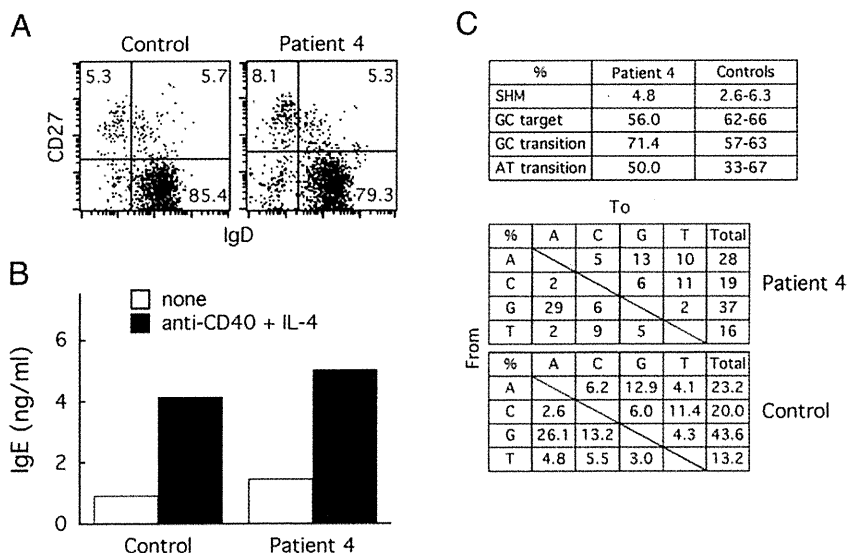 A
Control Patient 4
5.3 5.7 8.1 5.3
CD27
85.4 79.3
IgD
B
none
anti-CD40 + IL-4
IgE (ng/ml)
6
4
2
0
Control Patient 4
C
% Patient 4 Controls
SHM 4.8 2.6-6.3
GC target 56.0 62-66
GC transition 71.4 57-63
AT transition 50.0 33-67
To
From
% A C G T Total
A 5 13 10 28
C 2 6 11 19
G 29 6 2 37
T 2 9 5 16
Patient 4
% A C G T Total
A 6.2 12.9 4.1 23.2
C 2.6 6.0 11.4 20.0
G 26.1 13.2 4.3 43.6
T 4.8 5.5 3.0 13.2
Control